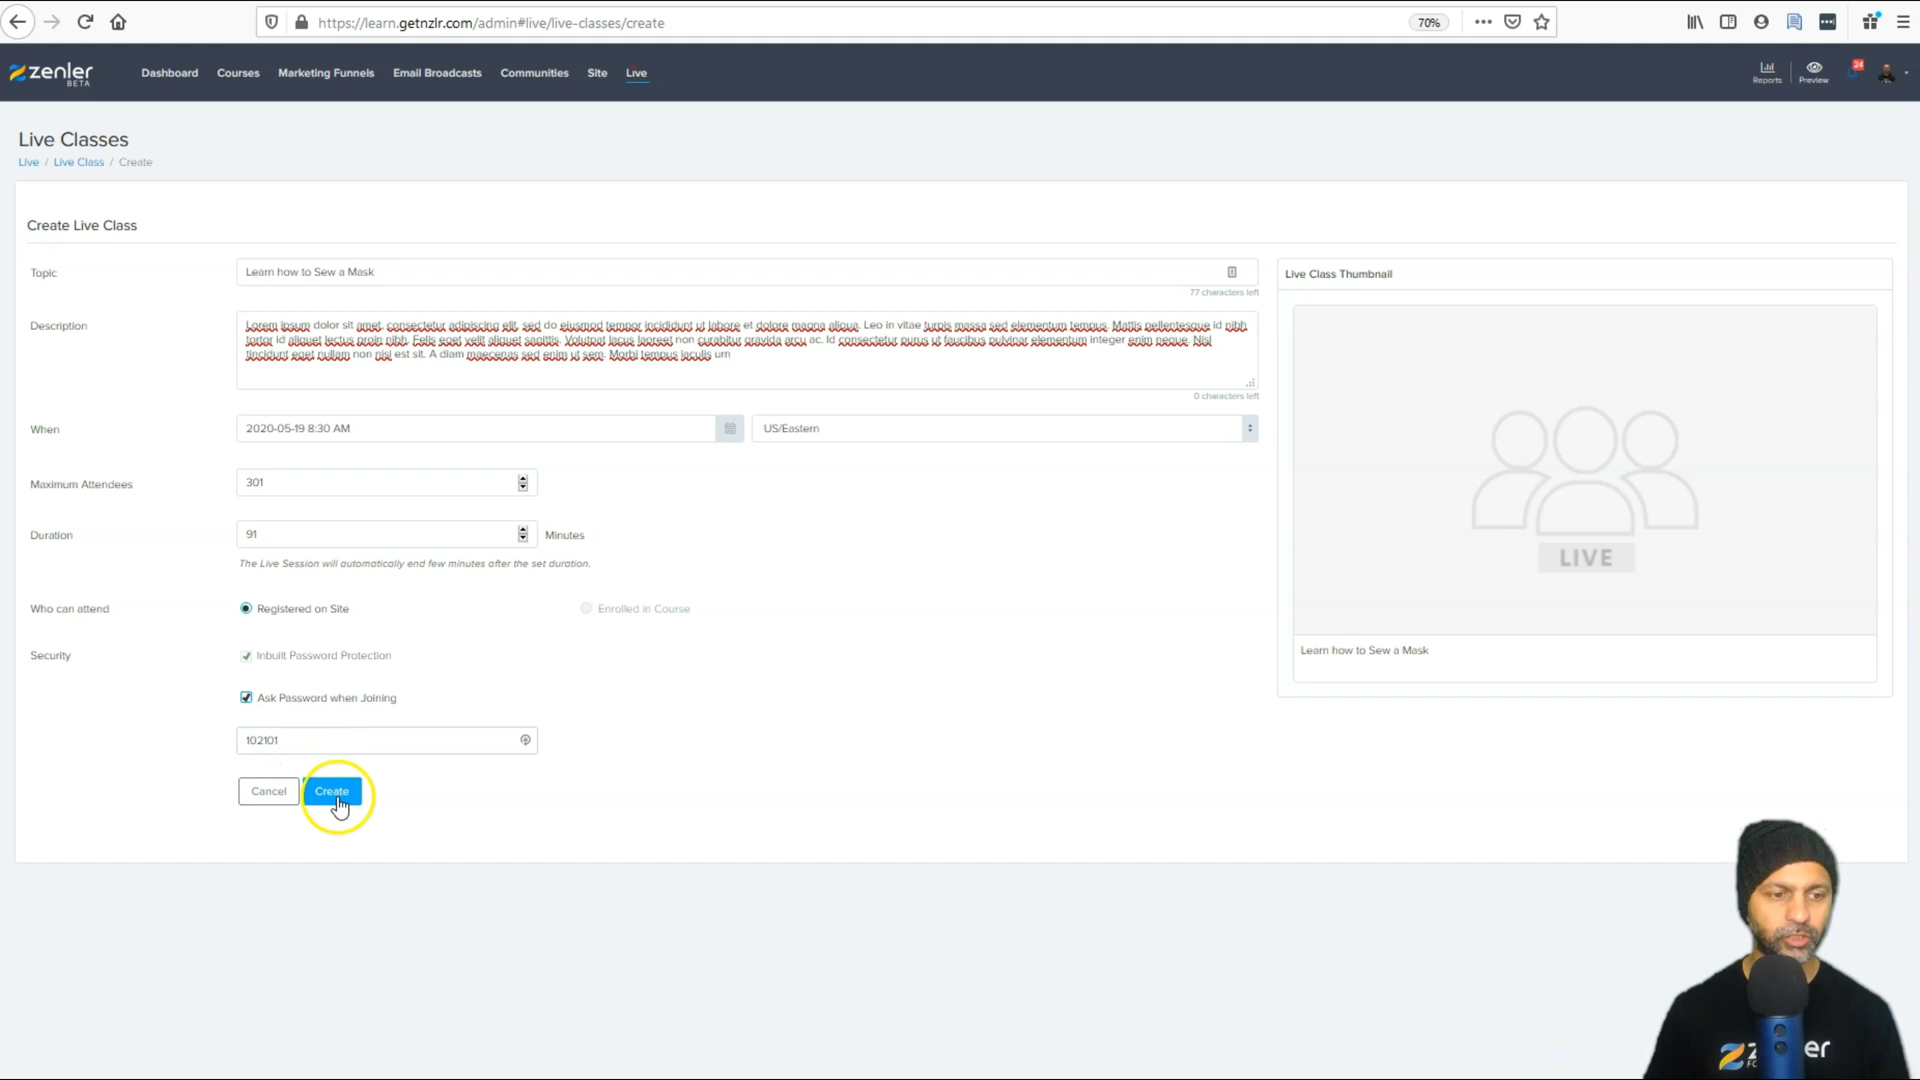 https://learn.getnzlr.com/admin#live/live-classes/create
70%
zenler
BETA
Dashboard
Courses
Marketing Funnels
Email Broadcasts
Communities
Site
Live
Reports
Preview
24
Live Classes
Live / Live Class / Create
Create Live Class
Topic
Learn how to Sew a Mask
77 characters left
Description
Lorem ipsum dolor sit amet, consectetur adipiscing elit, sed do eiusmod tempor incididunt ut labore et dolore magna aliqua. Leo in vitae turpis massa sed elementum tempus. Mattis pellentesque id nibh
tortor id aliquet lectus proin nibh. Felis eget velit aliquet sagittis. Volutpat lacus laoreet non curabitur gravida arcu ac. Id consectetur purus ut faucibus pulvinar elementum integer enim neque. Nisl
tincidunt eget nullam non nisi est sit. A diam maecenas sed enim ut sem. Morbi tempus iaculis urn
0 characters left
When
2020-05-19 8:30 AM
US/Eastern
Maximum Attendees
301
Duration
91
Minutes
The Live Session will automatically end few minutes after the set duration.
Who can attend
Registered on Site
Enrolled in Course
Security
Inbuilt Password Protection
Ask Password when Joining
102101
Cancel
Create
Live Class Thumbnail
LIVE
Learn how to Sew a Mask